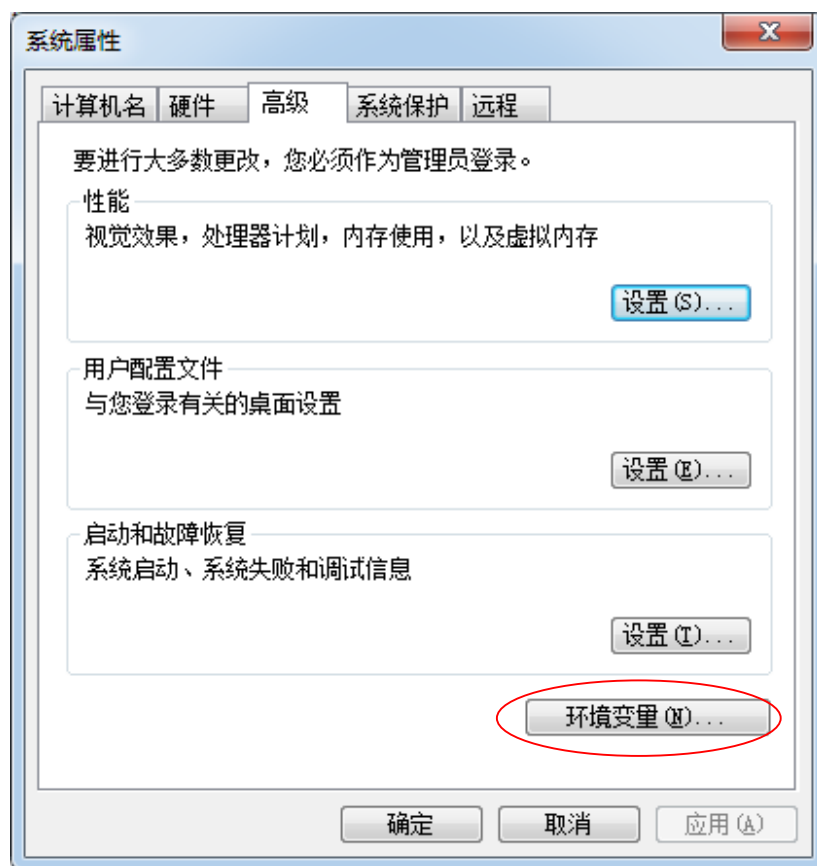 系统属性
计算机名 硬件 高级 系统保护 远程
要进行大多数更改，您必须作为管理员登录。
性能
视觉效果，处理器计划，内存使用，以及虚拟内存
设置(S)...
用户配置文件
与您登录有关的桌面设置
设置(E)...
启动和故障恢复
系统启动、系统失败和调试信息
设置(T)...
环境变量(N)...
确定 取消 应用(A)